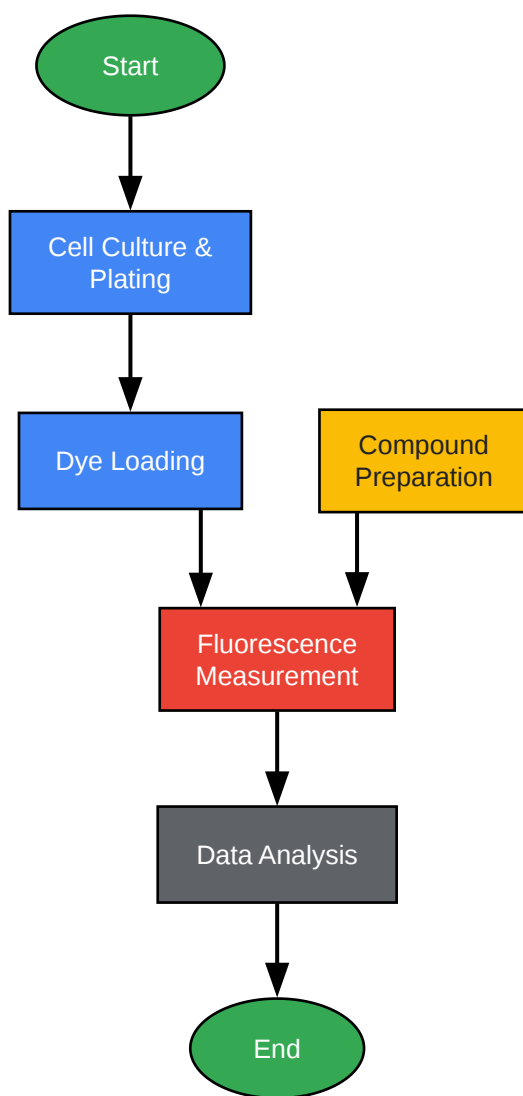 Start
Cell Culture &
Plating
Dye Loading
Compound
Preparation
Fluorescence
Measurement
Data Analysis
End